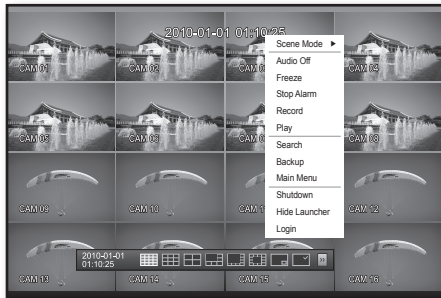 2010-01-01 01:10:25
Scene Mode
CAM 01 CAM 02 CAM 04
Audio Off
Freeze
Stop Alarm
Record
Play
CAM 05 CAM 06 CAM 08
Search
Backup
Main Menu
Shutdown
Hide Launcher
Login
CAM 09 CAM 10 CAM 12
2010-01-01
01:10:25
CAM 13 CAM 14 CAM 15 CAM 16